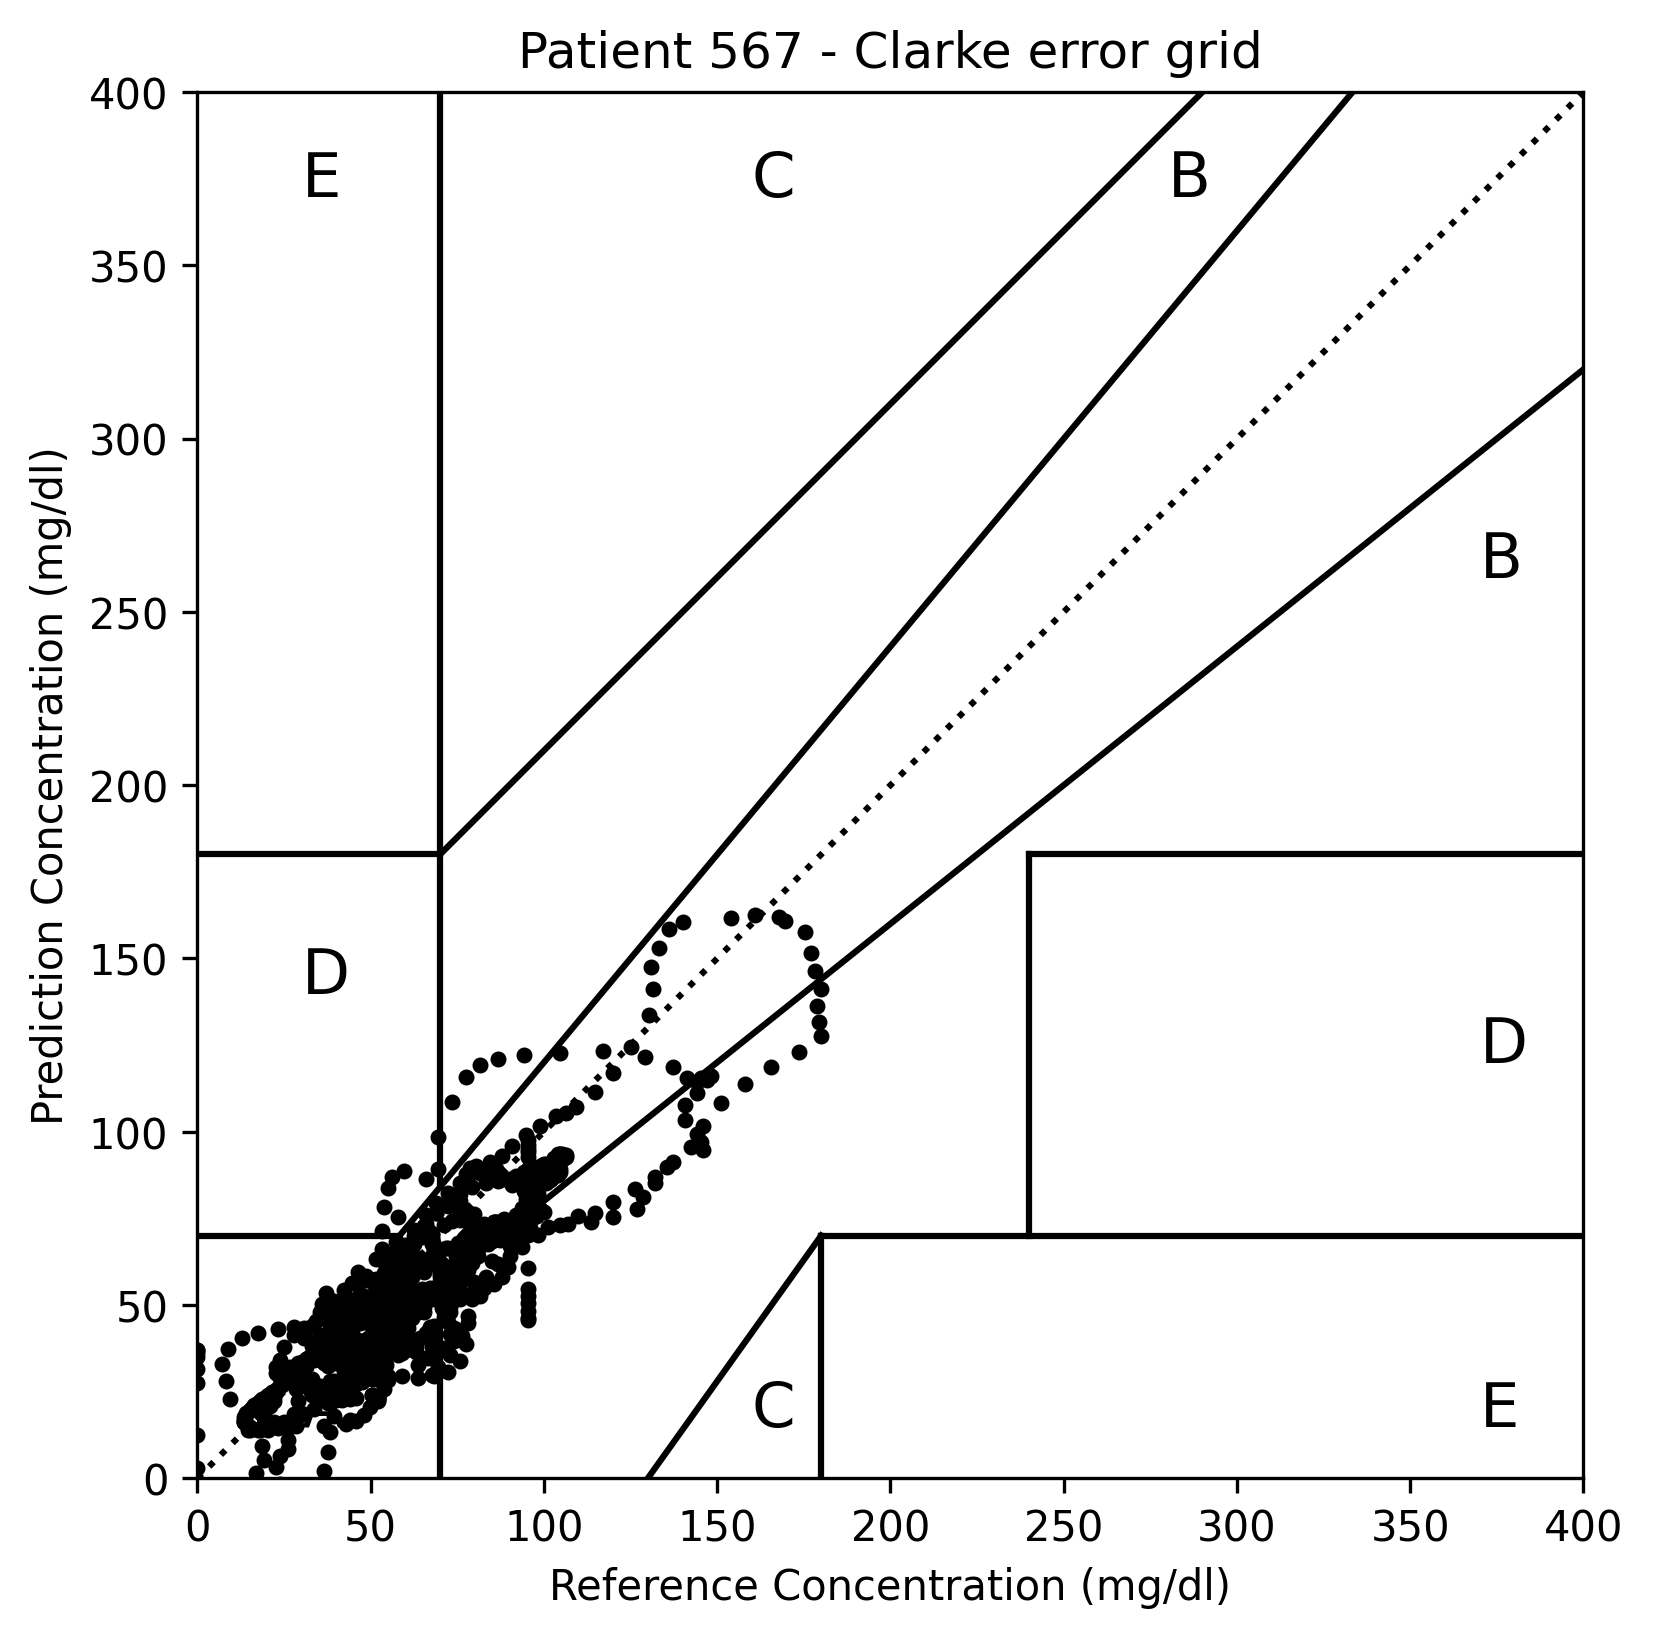 Patient 567 - Clarke error grid
400
350
300
250
200
150
100
50
0
Prediction Concentration (mg/dl)
E
C
B
B
D
D
C
E
0
50
100
150
200
250
300
350
400
Reference Concentration (mg/dl)